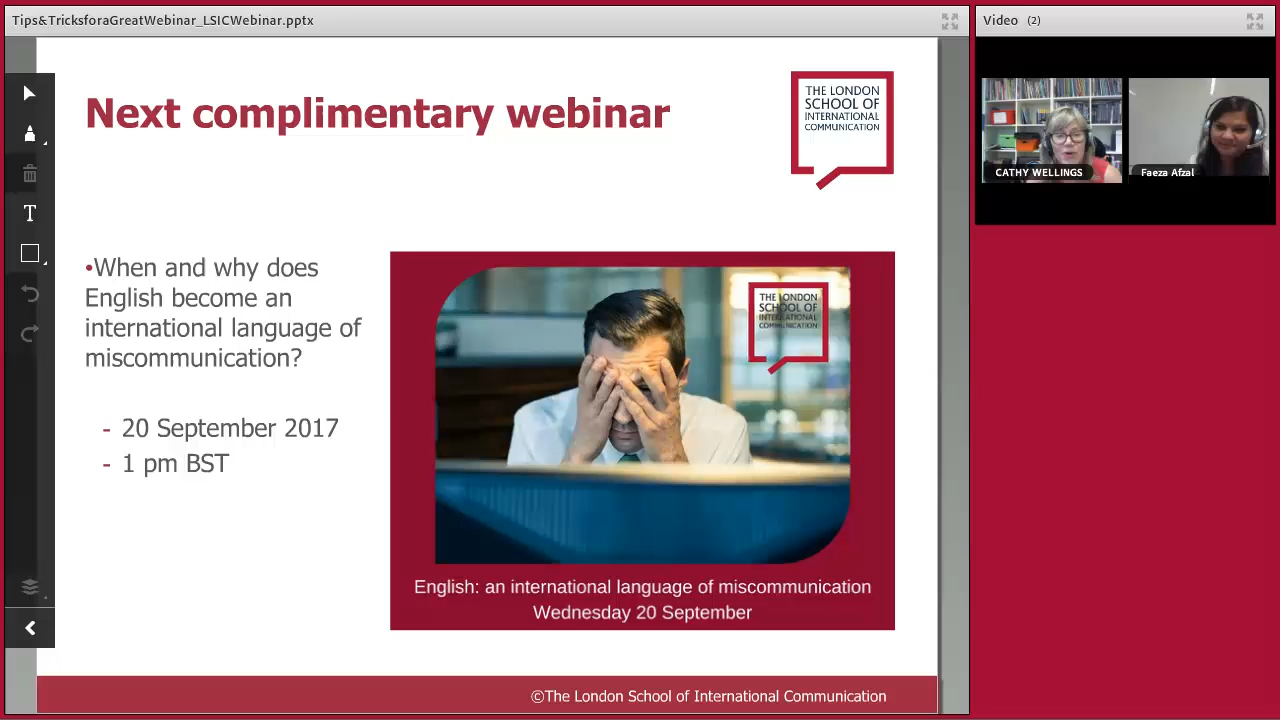 Tips&TricksforaGreatWebinar_LSICWebinar.pptx
Video (2)
Next complimentary webinar
THE LONDON
SCHOOL OF
INTERNATIONAL
COMMUNICATION
CATHY WELLINGS
Faeza Afzal
T
•When and why does
English become an
international language of
miscommunication?
- 20 September 2017
- 1 pm BST
THE LONDON
SCHOOL OF
INTERNATIONAL
COMMUNICATION
English: an international language of miscommunication
Wednesday 20 September
©The London School of International Communication